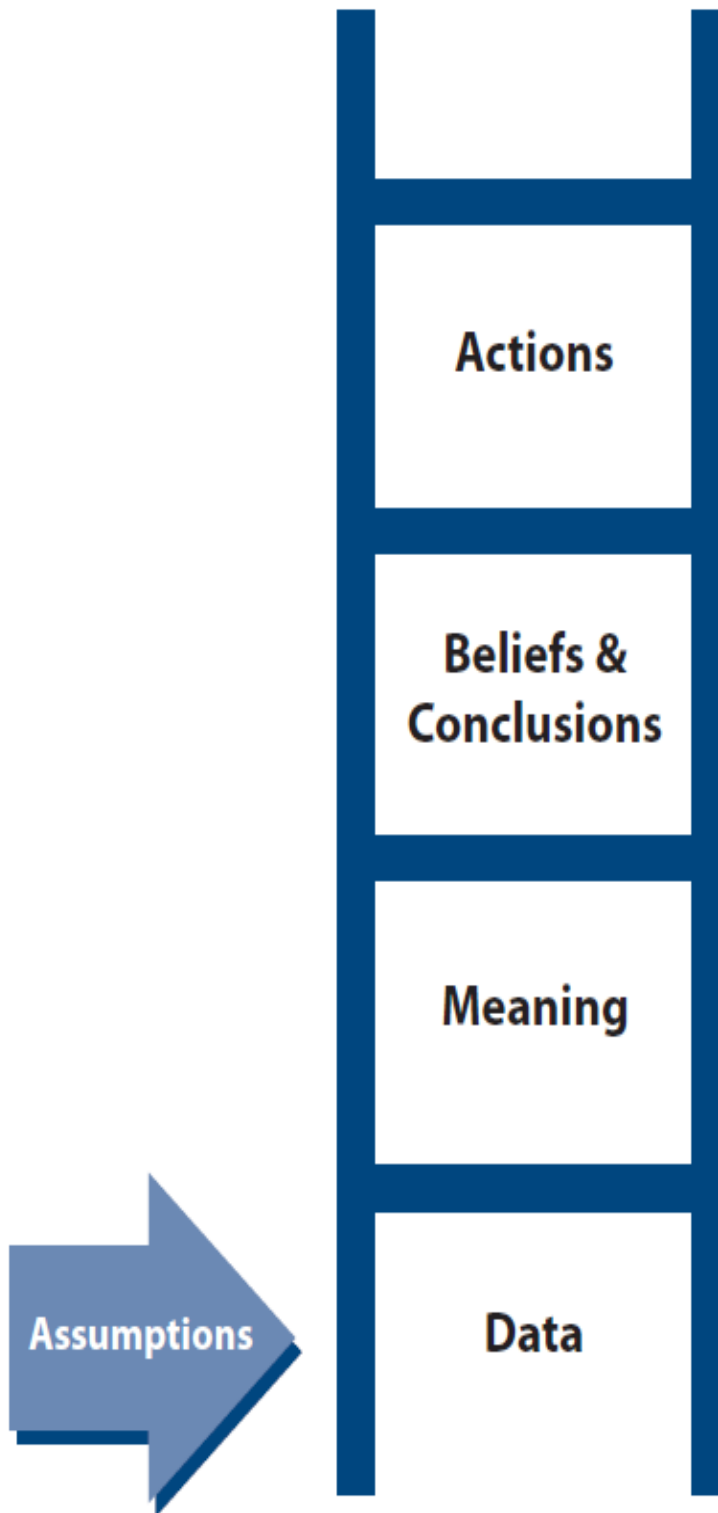 Actions
Beliefs &
Conclusions
Meaning
Assumptions
Data